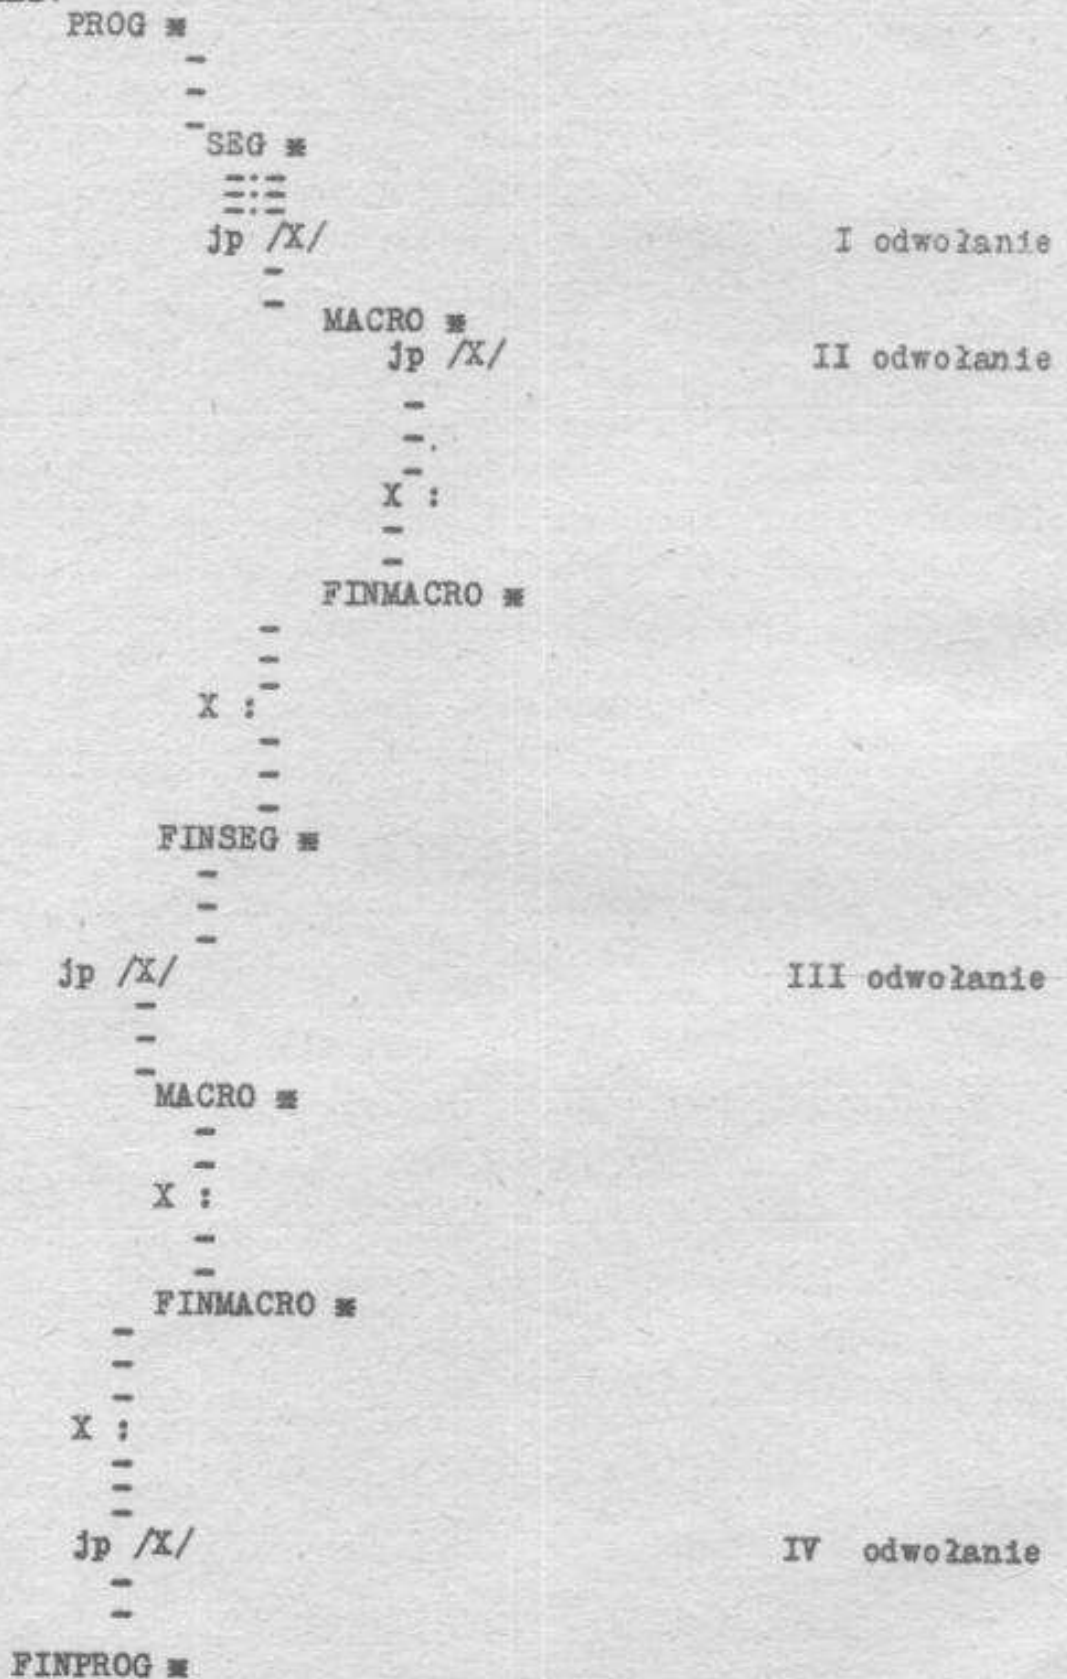 PROG ※
-
-
-
SEG ※
-.-
-.-
-.-
jp /X/ I odwołanie
-
-
MACRO ※
jp /X/ II odwołanie
-
-.
-
X :
-
-
FINMACRO ※
-
-
-
X :
-
-
-
FINSEG ※
-
-
-
jp /X/ III odwołanie
-
-
-
MACRO ※
-
-
X :
-
-
FINMACRO ※
-
-
-
X :
-
-
-
jp /X/ IV odwołanie
-
-
FINPROG ※